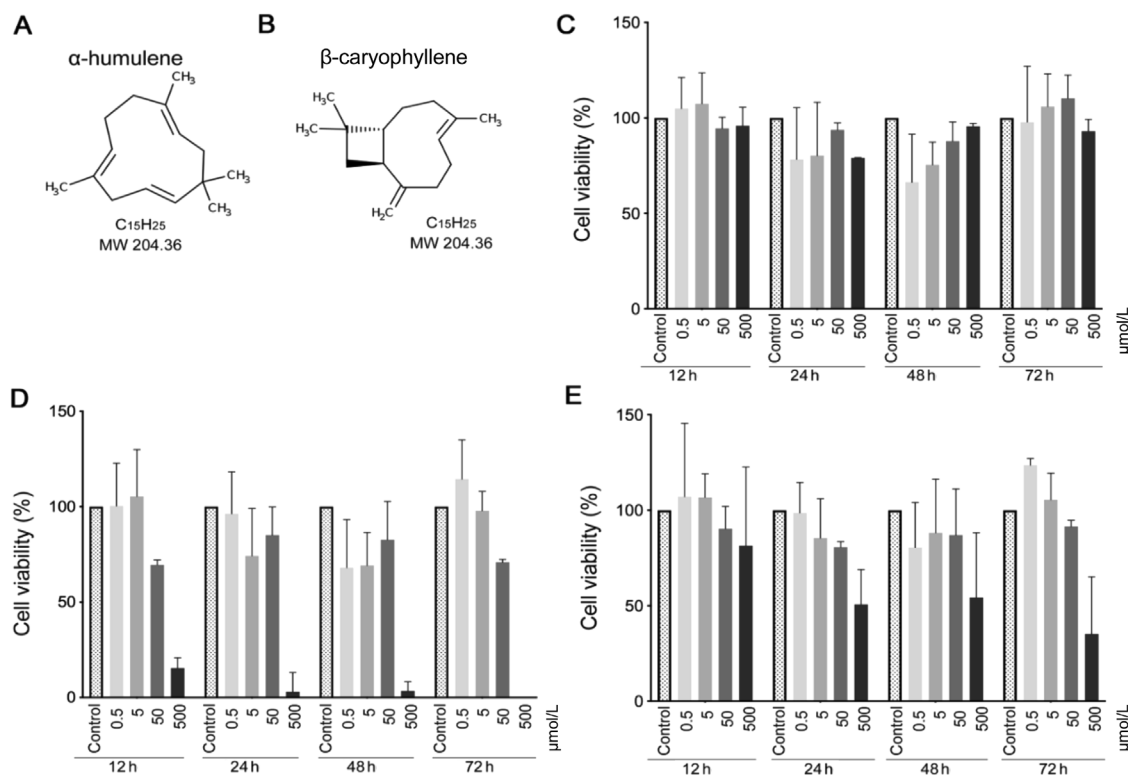 A
α-humulene
CH₃
CH₃
CH₃
CH₃
C₁₅H₂₅
MW 204.36
B
β-caryophyllene
H₃C
H₃C
CH₃
H₂C
C₁₅H₂₅
MW 204.36
C
Cell viability (%)
150
100
50
0
Control 0.5 5 50 500 Control 0.5 5 50 500 Control 0.5 5 50 500 Control 0.5 5 50 500 µmol/L
12 h 24 h 48 h 72 h
D
Cell viability (%)
150
100
50
0
Control 0.5 5 50 500 Control 0.5 5 50 500 Control 0.5 5 50 500 Control 0.5 5 50 500 µmol/L
12 h 24 h 48 h 72 h
E
Cell viability (%)
150
100
50
0
Control 0.5 5 50 500 Control 0.5 5 50 500 Control 0.5 5 50 500 Control 0.5 5 50 500 µmol/L
12 h 24 h 48 h 72 h